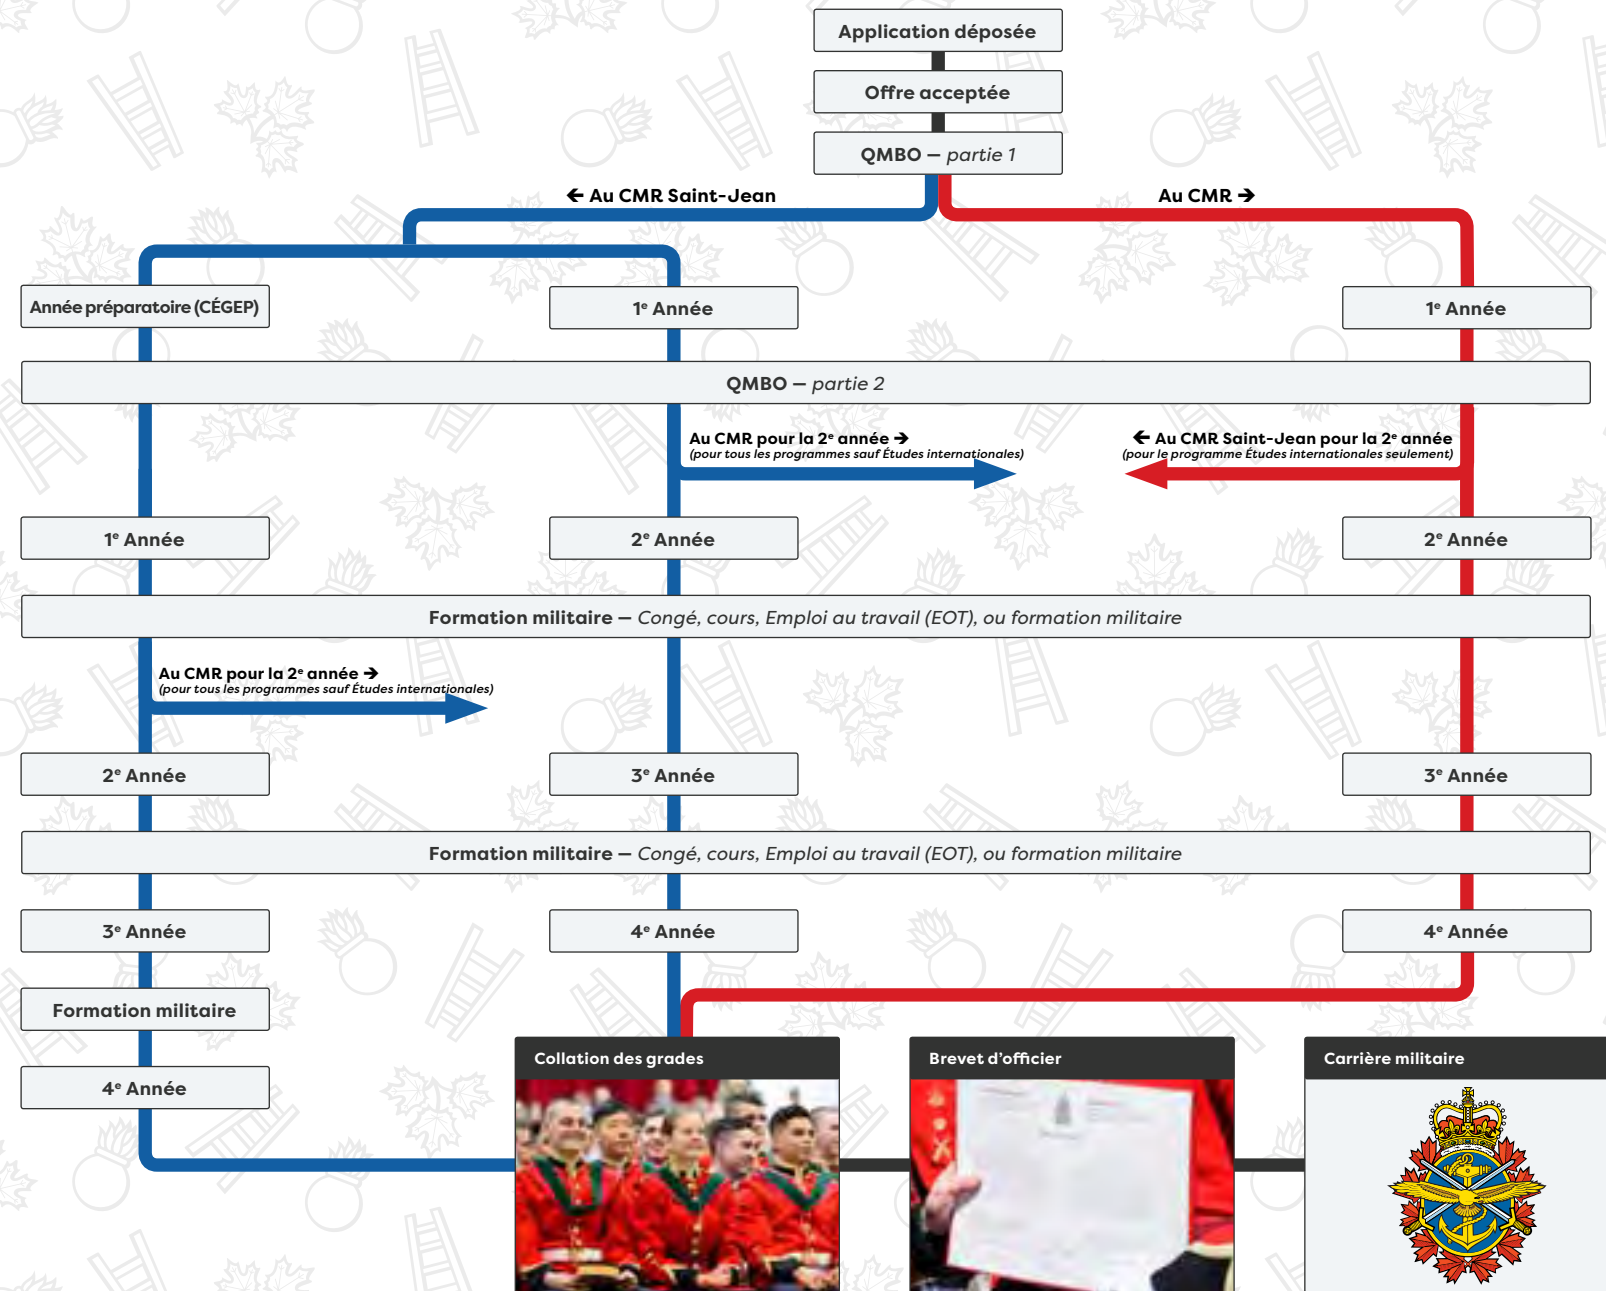 Application déposée
Offre acceptée
QMBO — partie 1
← Au CMR Saint-Jean
Au CMR →
Année préparatoire (CÉGEP)
1e Année
1e Année
QMBO — partie 2
Au CMR pour la 2e année →
(pour tous les programmes sauf Études internationales)
← Au CMR Saint-Jean pour la 2e année
(pour le programme Études internationales seulement)
1e Année
2e Année
2e Année
Formation militaire — Congé, cours, Emploi au travail (EOT), ou formation militaire
Au CMR pour la 2e année →
(pour tous les programmes sauf Études internationales)
2e Année
3e Année
3e Année
Formation militaire — Congé, cours, Emploi au travail (EOT), ou formation militaire
3e Année
4e Année
4e Année
Formation militaire
4e Année
Collation des grades
Brevet d'officier
Carrière militaire